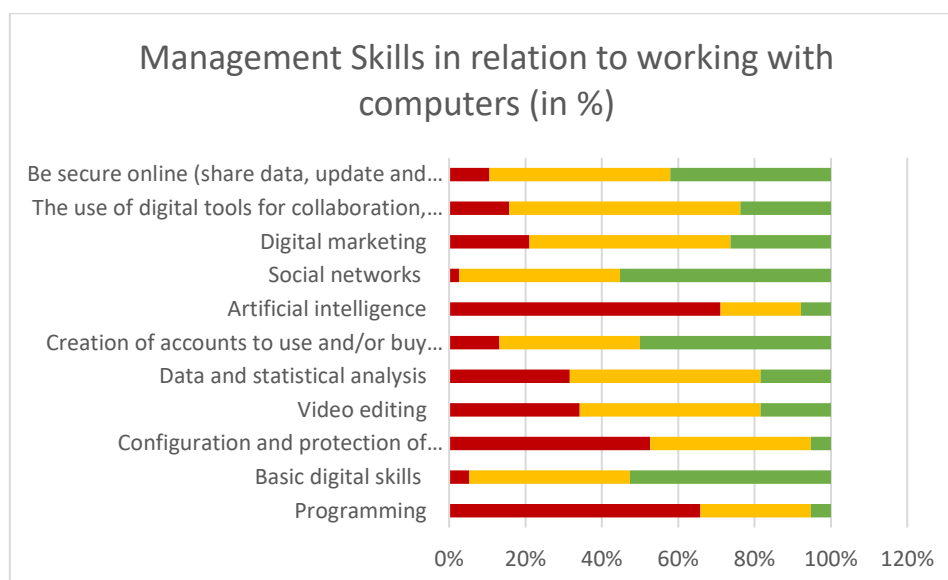 Management Skills in relation to working with
computers (in %)
Be secure online (share data, update and...
The use of digital tools for collaboration,...
Digital marketing
Social networks
Artificial intelligence
Creation of accounts to use and/or buy...
Data and statistical analysis
Video editing
Configuration and protection of...
Basic digital skills
Programming
0% 20% 40% 60% 80% 100% 120%